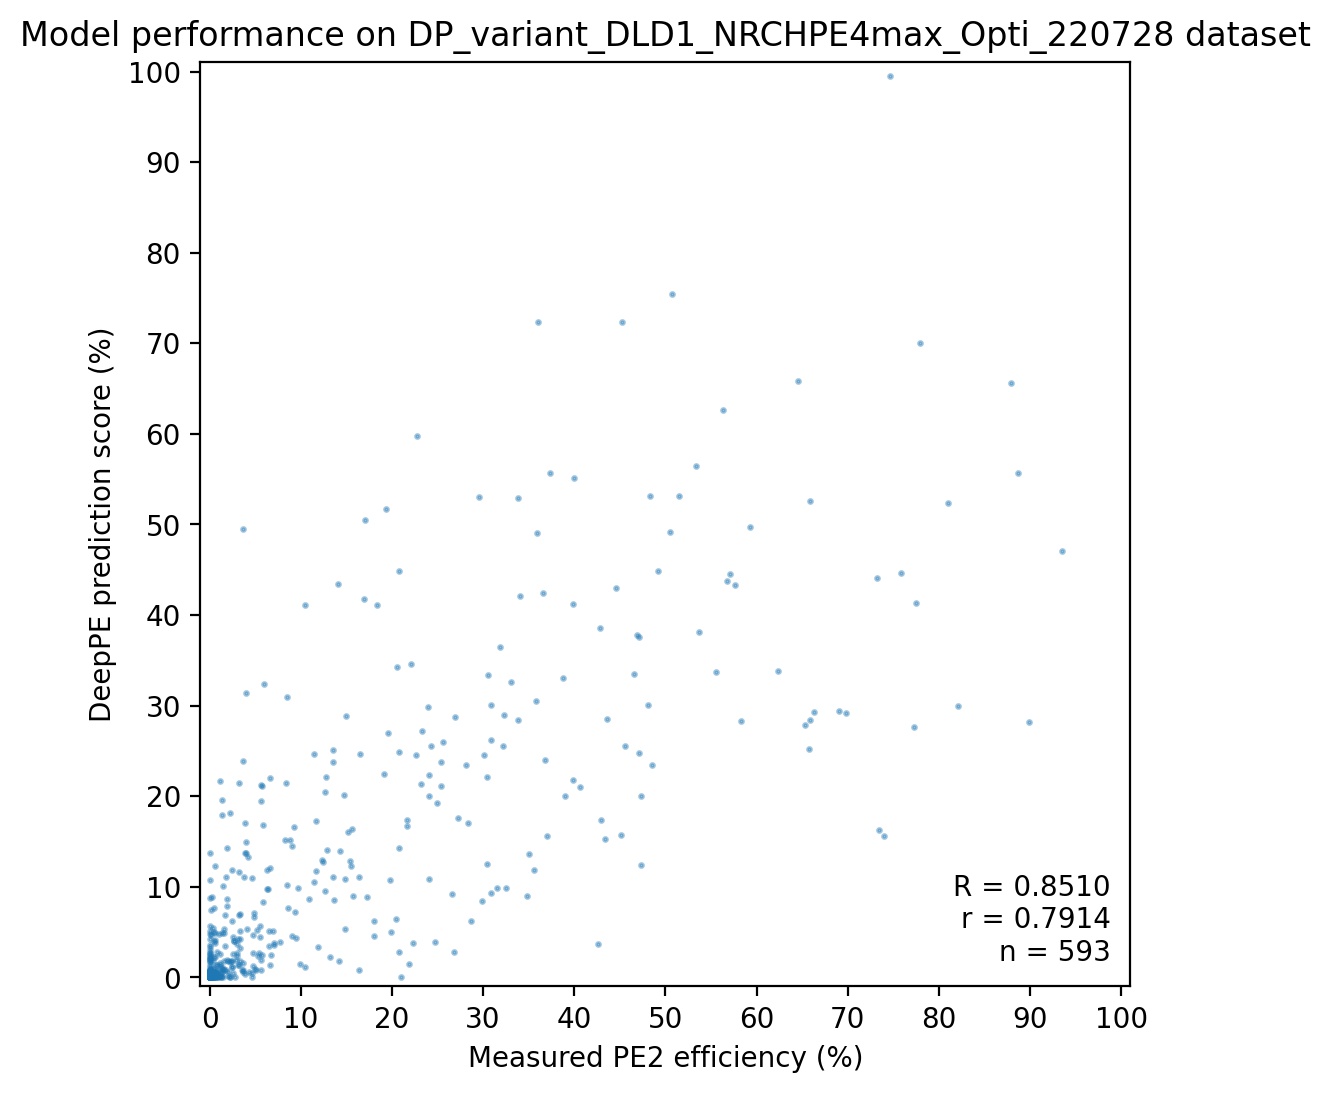 Model performance on DP_variant_DLD1_NRCHPE4max_Opti_220728 dataset
100
90
80
70
60
50
40
30
20
10
0
DeepPE prediction score (%)
R = 0.8510
r = 0.7914
n = 593
0 10 20 30 40 50 60 70 80 90 100
Measured PE2 efficiency (%)